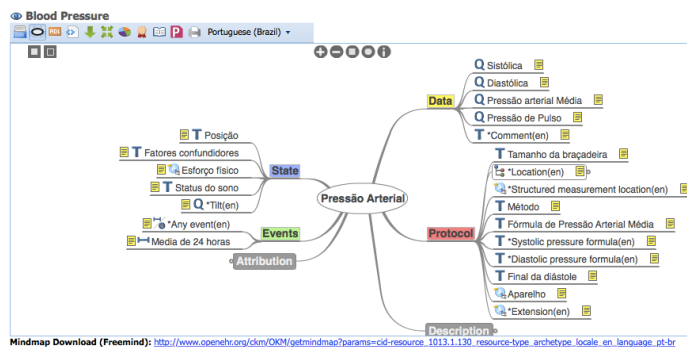 Blood Pressure
ADL
P
Portuguese (Brazil)
Pressão Arterial
Data
Q Sistólica
Q Diastólica
Q Pressão arterial Média
Q Pressão de Pulso
T *Comment(en)
State
T Posição
T Fatores confundidores
Esforço físico
T Status do sono
Q *Tilt(en)
Events
*Any event(en)
Media de 24 horas
Attribution
Protocol
T Tamanho da braçadeira
*Location(en)
*Structured measurement location(en)
T Método
T Fórmula de Pressão Arterial Média
T *Systolic pressure formula(en)
T *Diastolic pressure formula(en)
T Final da diástole
Aparelho
*Extension(en)
Description
Mindmap Download (Freemind): http://www.openehr.org/ckm/OKM/getmindmap?params=cid-resource_1013.1.130_resource-type_archetype_locale_en_language_pt-br